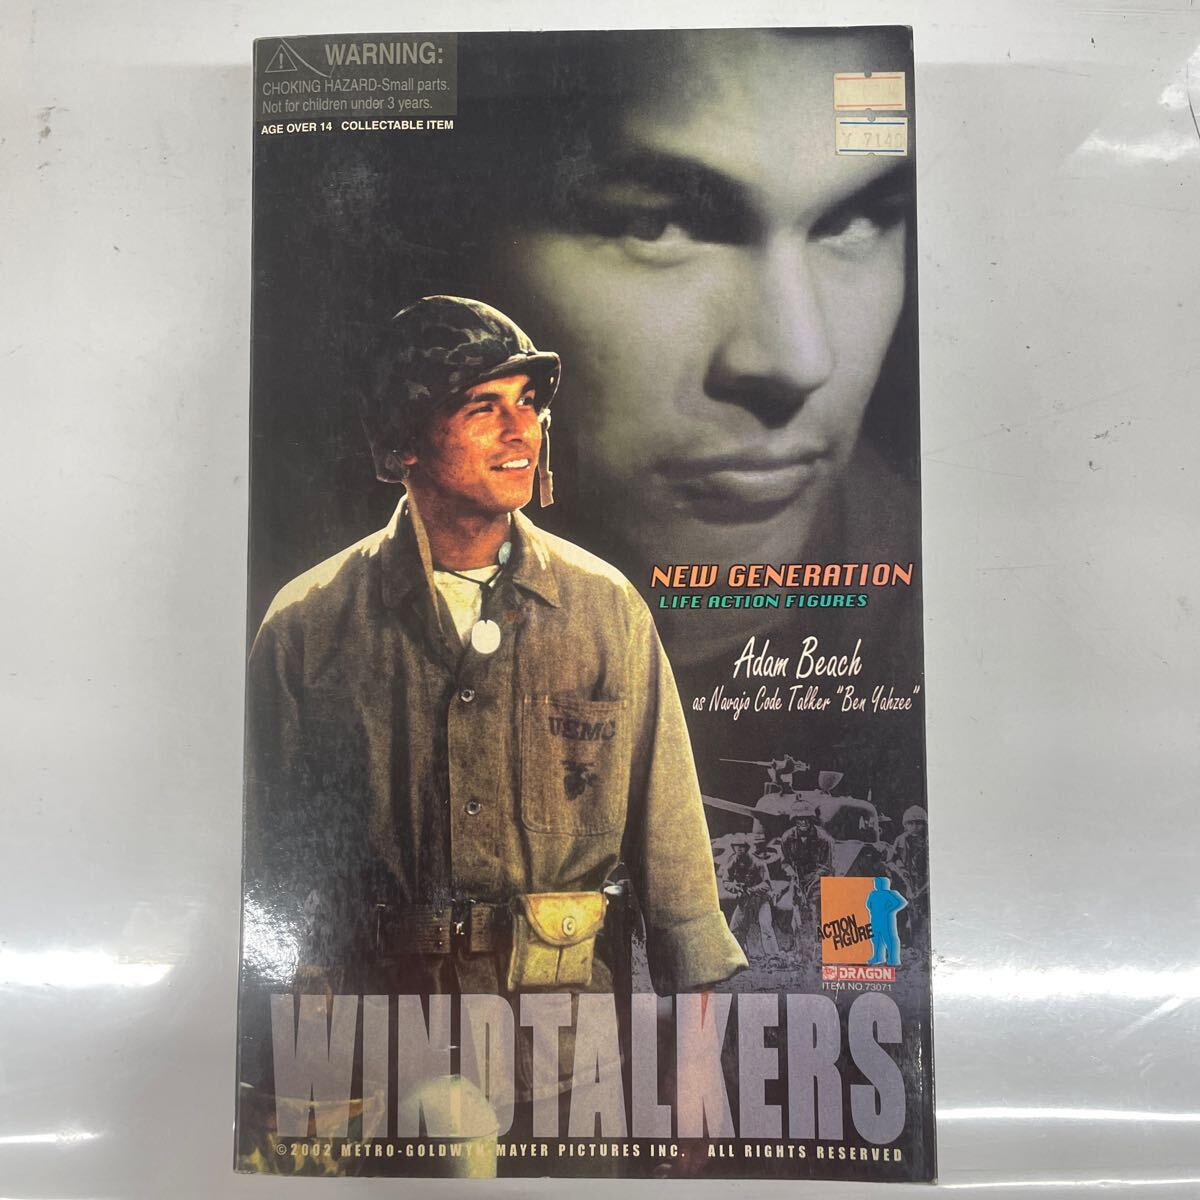 WARNING:
CHOKING HAZARD-Small parts.
Not for children under 3 years.
AGE OVER 14 COLLECTABLE ITEM
¥ 7140
NEW GENERATION
LIFE ACTION FIGURES
Adam Beach
as Navajo Code Talker "Ben Yahzee"
USMC
ACTION
FIGURE
DRAGON
ITEM NO.73071
WINDTALKERS
©2002 METRO-GOLDWYN-MAYER PICTURES INC. ALL RIGHTS RESERVED